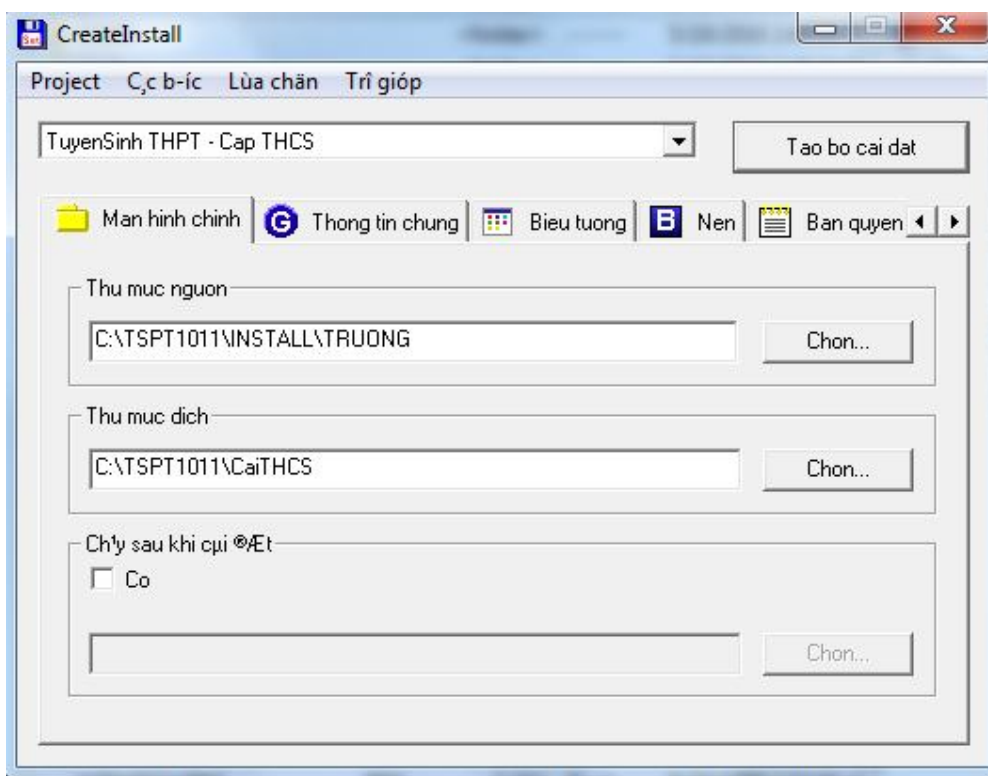 CreateInstall
Project C¸c b-íc Lùa chän Trî gióp
TuyenSinh THPT - Cap THCS
Tao bo cai dat
Man hinh chinh
G Thong tin chung
Bieu tuong
B Nen
Ban quyen
Thu muc nguon
C:\TSPT1011\INSTALL\TRUONG
Chon...
Thu muc dich
C:\TSPT1011\CaiTHCS
Chon...
Ch¹y sau khi cµi ®Æt
Co
Chon...